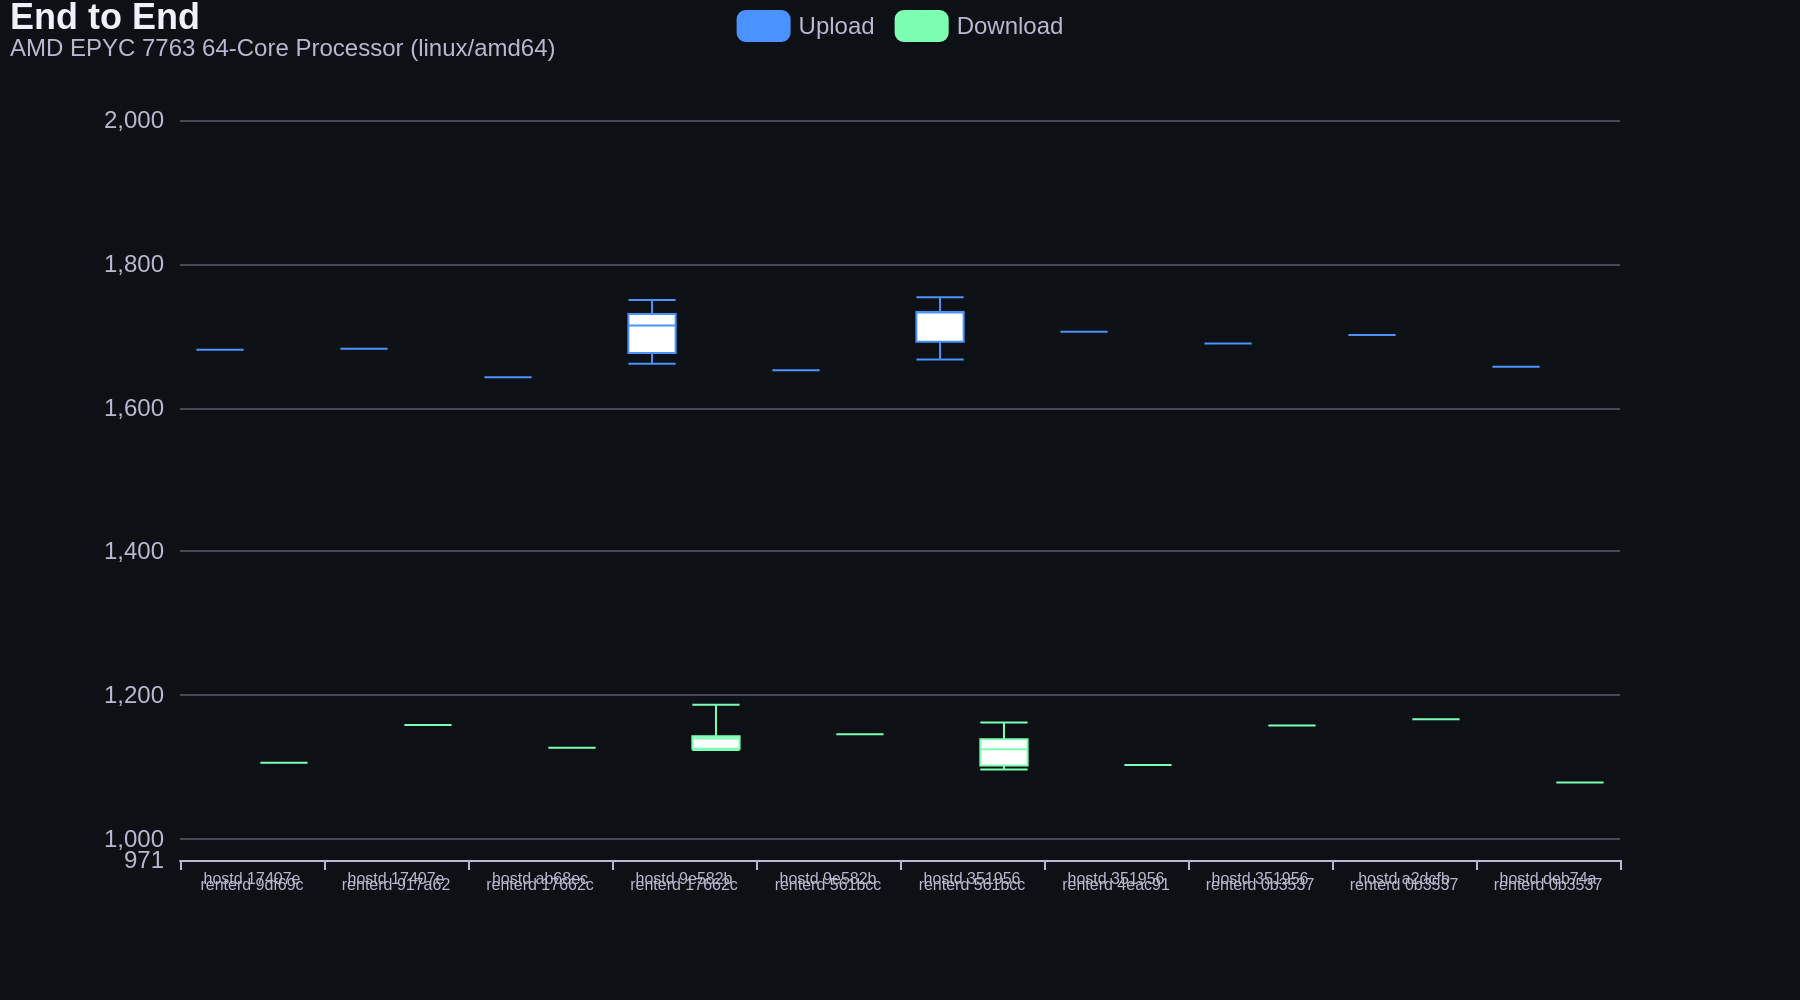 End to End
AMD EPYC 7763 64-Core Processor (linux/amd64)
Upload
Download
2,000
1,800
1,600
1,400
1,200
1,000
971
hostd 17407e
renterd 9df69c
hostd 17407e
renterd 917a62
hostd ab68ec
renterd 17662c
hostd 9e582b
renterd 17662c
hostd 9e582b
renterd 561bcc
hostd 351956
renterd 561bcc
hostd 351956
renterd 4eac91
hostd 351956
renterd 0b3537
hostd a2dcfb
renterd 0b3537
hostd deb74a
renterd 0b3537